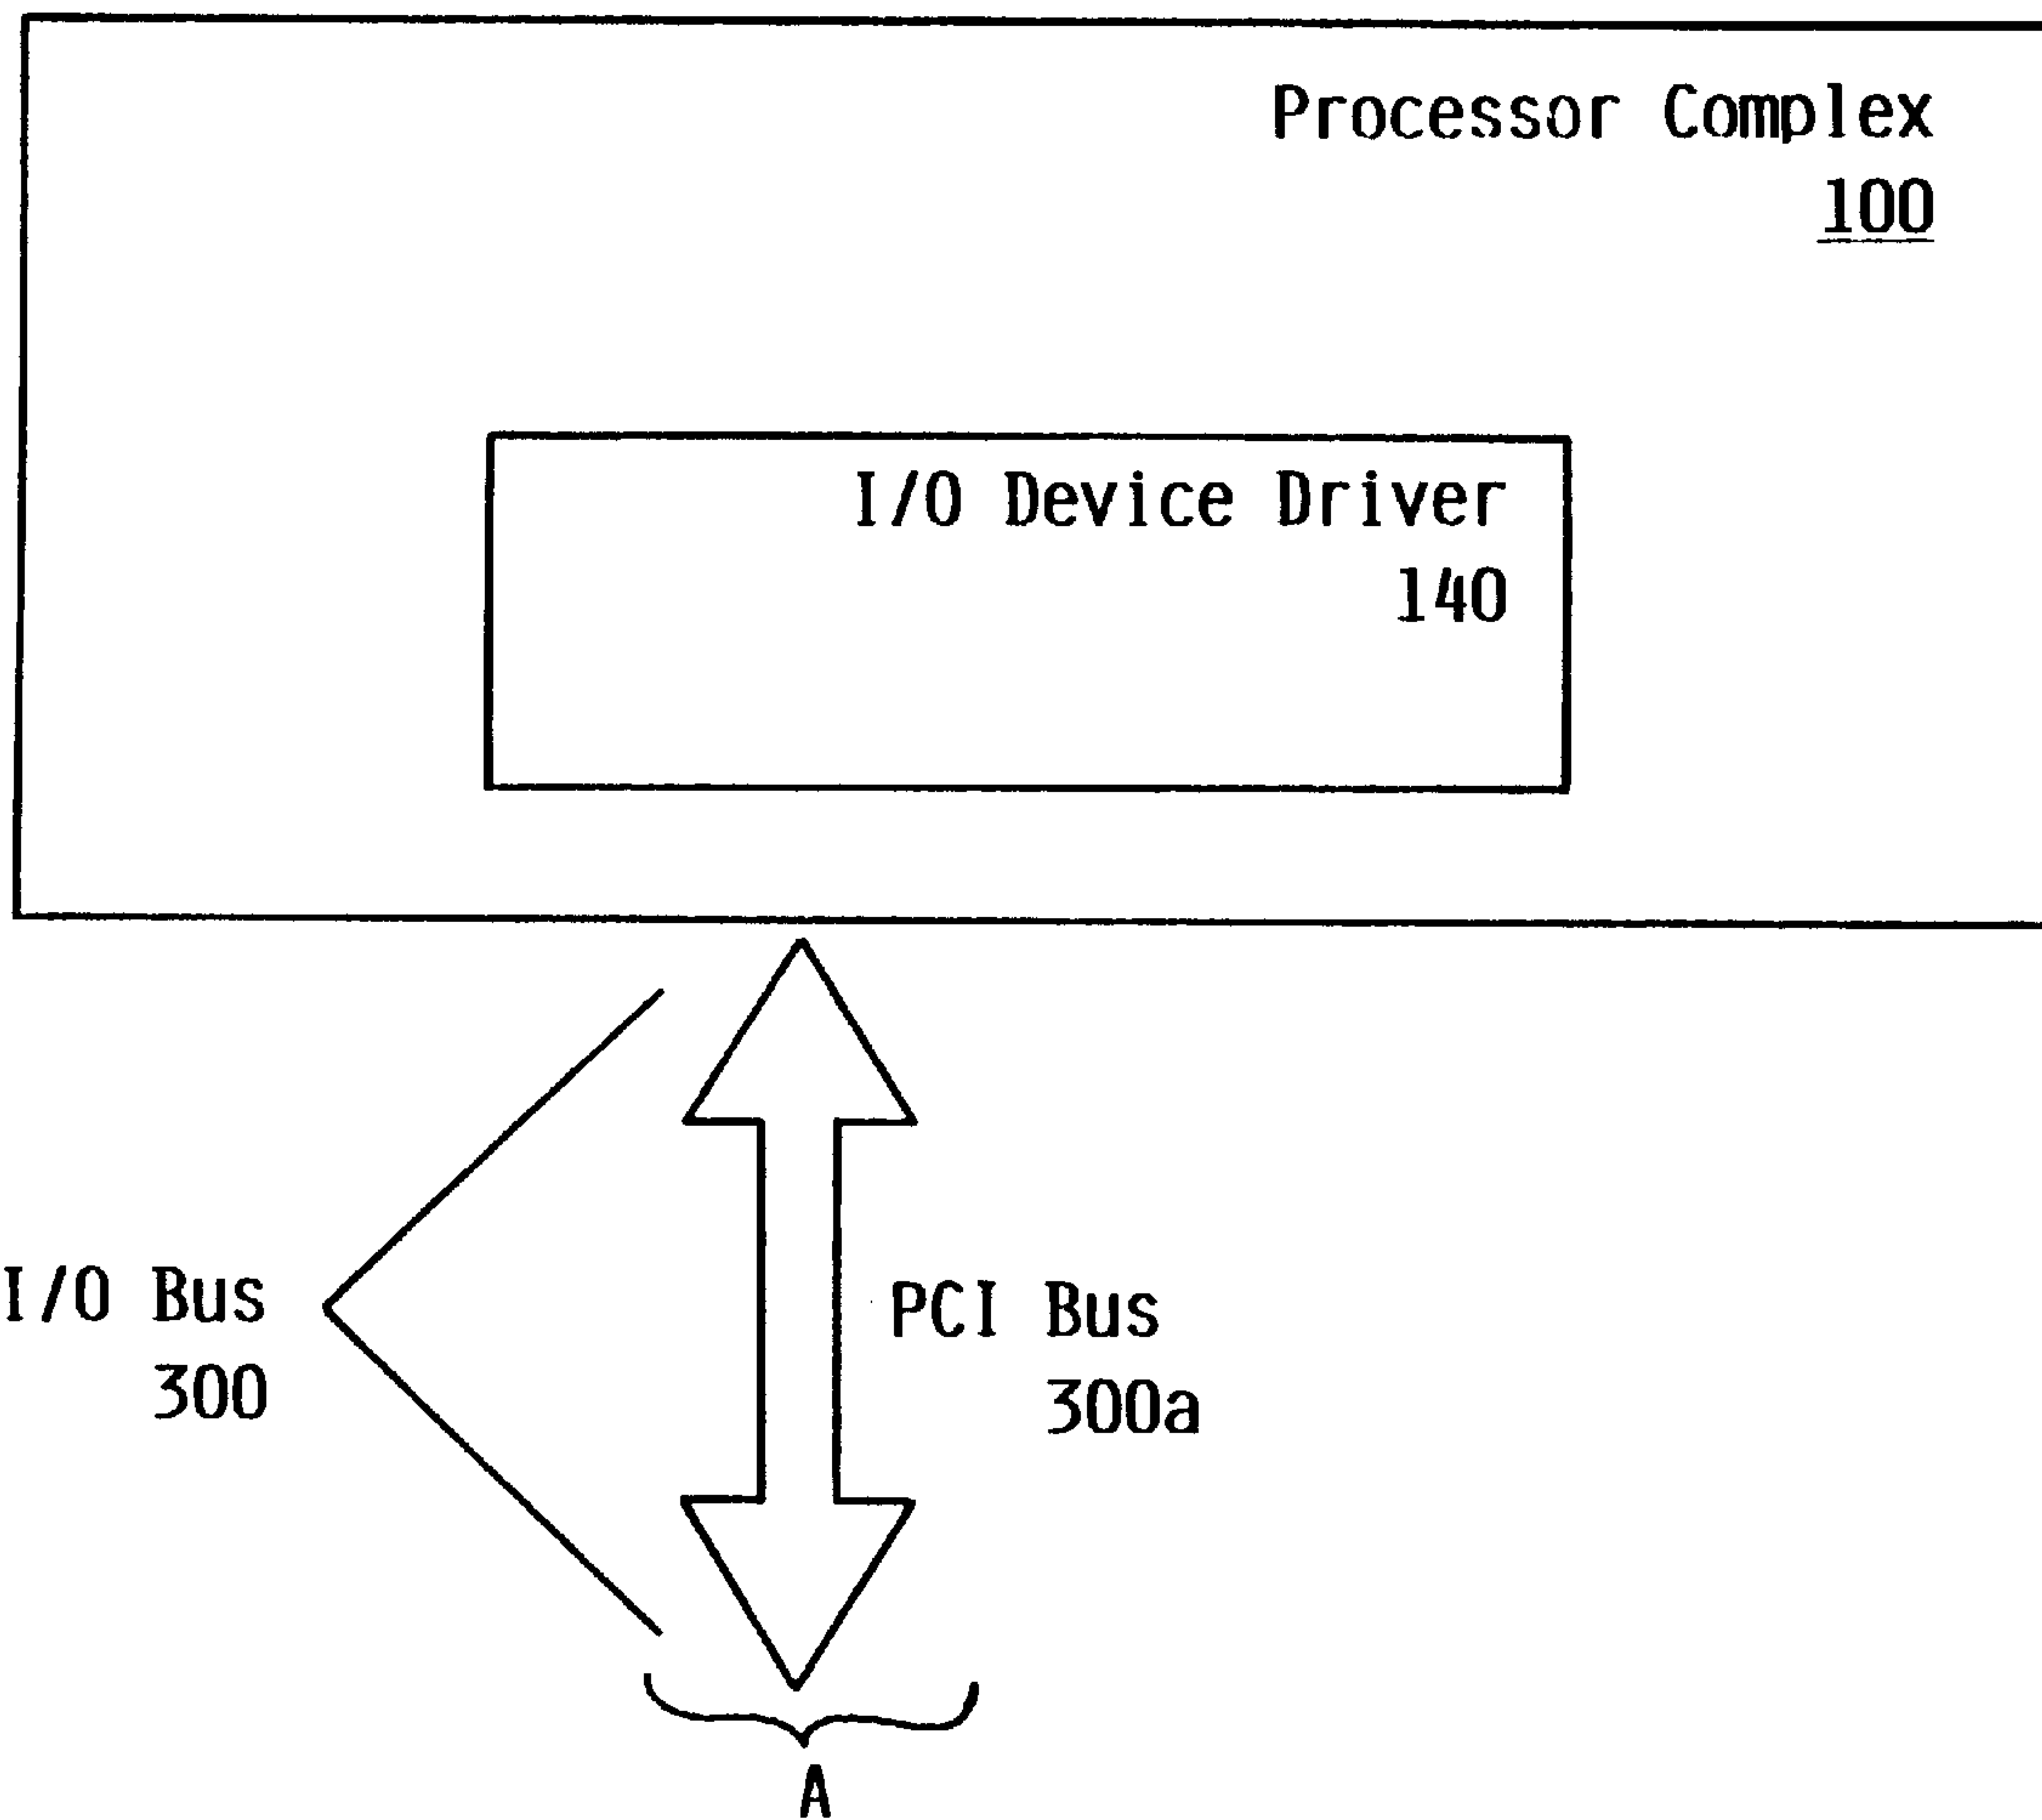 Processor Complex
100
I/O Device Driver
140
I/O Bus
300
PCI Bus
300a
A